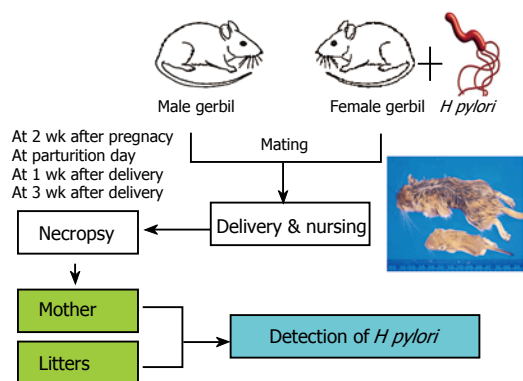 Male gerbil
Female gerbil
H pylori
At 2 wk after pregnacy
At parturition day
At 1 wk after delivery
At 3 wk after delivery
Mating
Delivery & nursing
Necropsy
Mother
Litters
Detection of H pylori